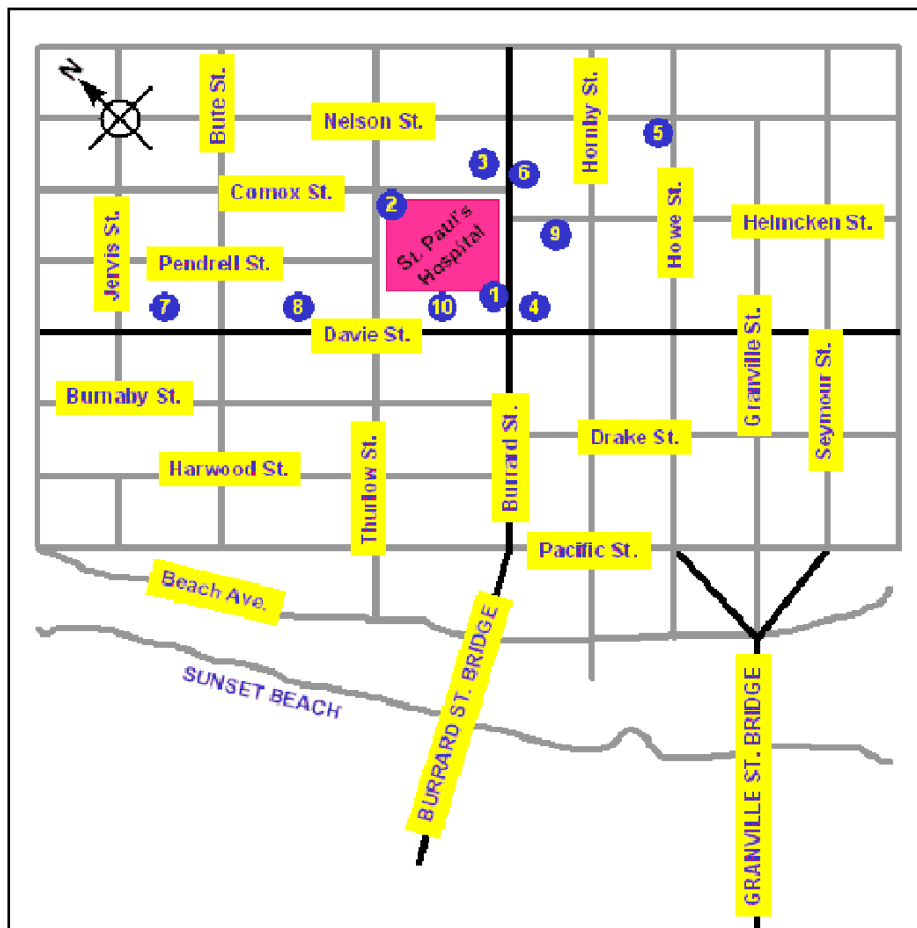 N
Bute St.
Nelson St.
Hornby St.
5
3
6
Comox St.
2
St. Paul's
Hospital
Jervis St.
Howe St.
Helmcken St.
9
Pendrell St.
7
8
10
1
4
Davie St.
Granville St.
Seymour St.
Burnaby St.
Burrard St.
Drake St.
Harwood St.
Thurlow St.
Pacific St.
Beach Ave.
SUNSET BEACH
BURRARD ST. BRIDGE
GRANVILLE ST. BRIDGE